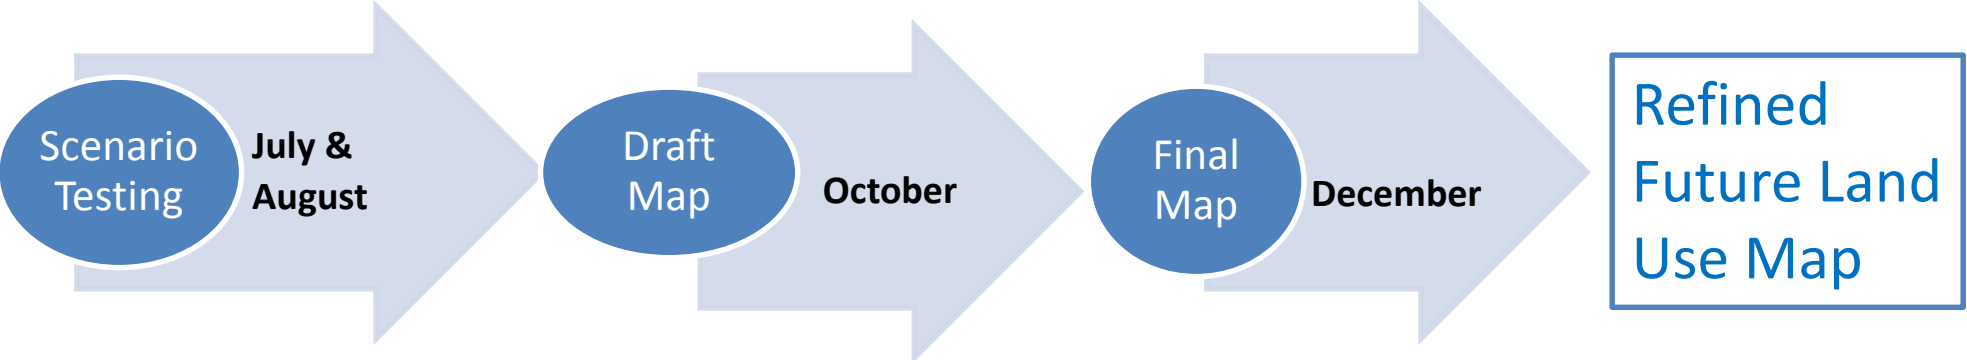 Scenario
Testing
July &
August
Draft
Map
October
Final
Map
December
Refined
Future Land
Use Map